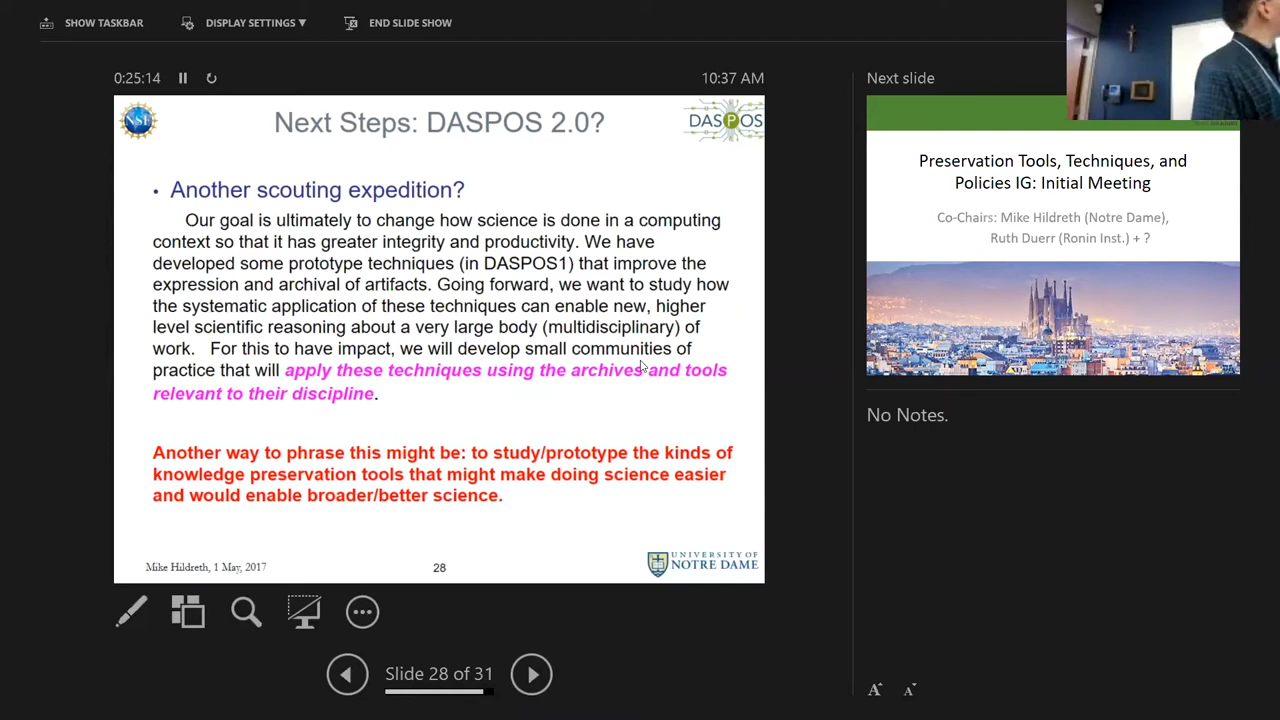 SHOW TASKBAR
DISPLAY SETTINGS ▼
END SLIDE SHOW
0:25:14
10:37 AM
NSF
Next Steps: DASPOS 2.0?
DASPOS
• Another scouting expedition?
Our goal is ultimately to change how science is done in a computing
context so that it has greater integrity and productivity. We have
developed some prototype techniques (in DASPOS1) that improve the
expression and archival of artifacts. Going forward, we want to study how
the systematic application of these techniques can enable new, higher
level scientific reasoning about a very large body (multidisciplinary) of
work. For this to have impact, we will develop small communities of
practice that will apply these techniques using the archives and tools
relevant to their discipline.
Another way to phrase this might be: to study/prototype the kinds of
knowledge preservation tools that might make doing science easier
and would enable broader/better science.
Mike Hildreth, 1 May, 2017
28
UNIVERSITY OF
NOTRE DAME
Slide 28 of 31
Next slide
Preservation Tools, Techniques, and
Policies IG: Initial Meeting
Co-Chairs: Mike Hildreth (Notre Dame),
Ruth Duerr (Ronin Inst.) + ?
No Notes.
A
A